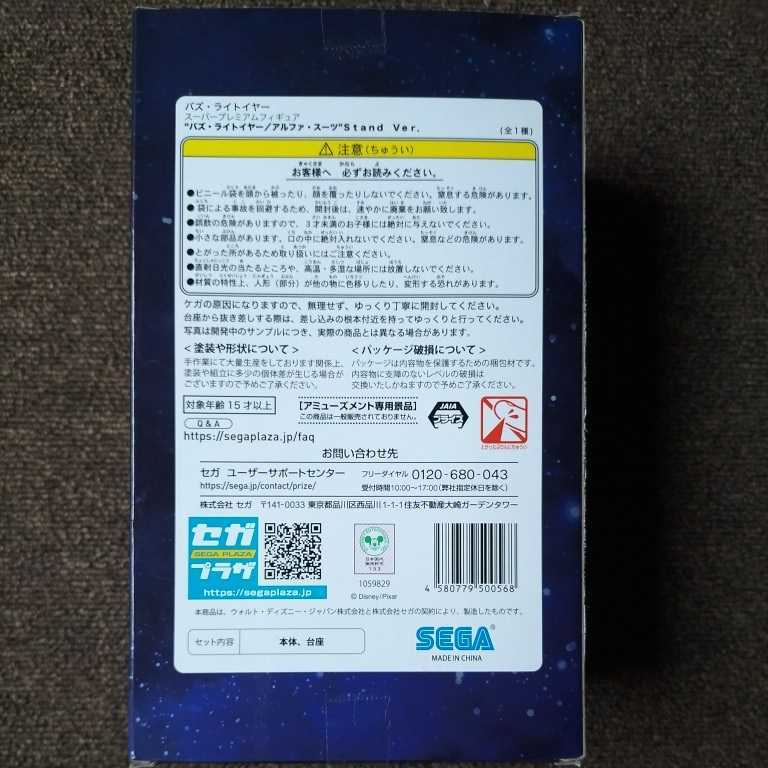 バズ・ライトイヤー
スーパープレミアムフィギュア
"バズ・ライトイヤー/アルファ・スーツ"Stand Ver.
(全1種)
注意(ちゅうい)
お客様へ 必ずお読みください。
●ビニール袋を頭から被ったり、顔を覆ったりしないでください。窒息する危険があります。
●袋による事故を回避するため、開封後は、速やかに廃棄をお願い致します。
●誤飲の危険がありますので、3才未満のお子様には絶対に与えないでください。
●小さな部品があります。口の中に絶対入れないでください。窒息などの危険があります。
●とがった所があるため取り扱いにはご注意ください。
●直射日光の当たるところや、高温・多湿な場所には放置しないでください。
●材質の特性上、人形(部分)が他の物に色移りしたり、変形する恐れがあります。
ケガの原因になりますので、無理せず、ゆっくり丁寧に開封してください。
台座から抜き差しする際は、差し込みの根本付近を持ってゆっくりと行ってください。
写真は開発中のサンプルにつき、実際の商品とは異なる場合があります。
<塗装や形状について>
手作業にて大量生産をしております関係上、
塗装や組立に多少の個体差が生じる場合が
ございますので予めご了承ください。
<パッケージ破損について>
パッケージは内容物を保護するための梱包材です。
内容物に支障のないレベルの破損は
交換いたしかねますので予めご了承ください。
対象年齢15才以上
Q&A
https://segaplaza.jp/faq
[アミューズメント専用景品]
この商品は一般販売されておりません。
JAIA
プライズ
とがったぶひんにちゅうい
お問い合わせ先
セガ ユーザーサポートセンター
https://sega.jp/contact/prize/
フリーダイヤル 0120-680-043
受付時間10:00~17:00(弊社指定休日を除く)
株式会社 セガ 〒141-0033 東京都品川区西品川1-1-1住友不動産大崎ガーデンタワー
セガ
SEGA PLAZA
プラザ
https://segaplaza.jp/
日本国内
153
1059829
© Disney/Pixar
4 580779 500568
本商品は、ウォルト・ディズニー・ジャパン株式会社と株式会社セガの契約により、製造したものです。
セット内容
本体、台座
SEGA
MADE IN CHINA